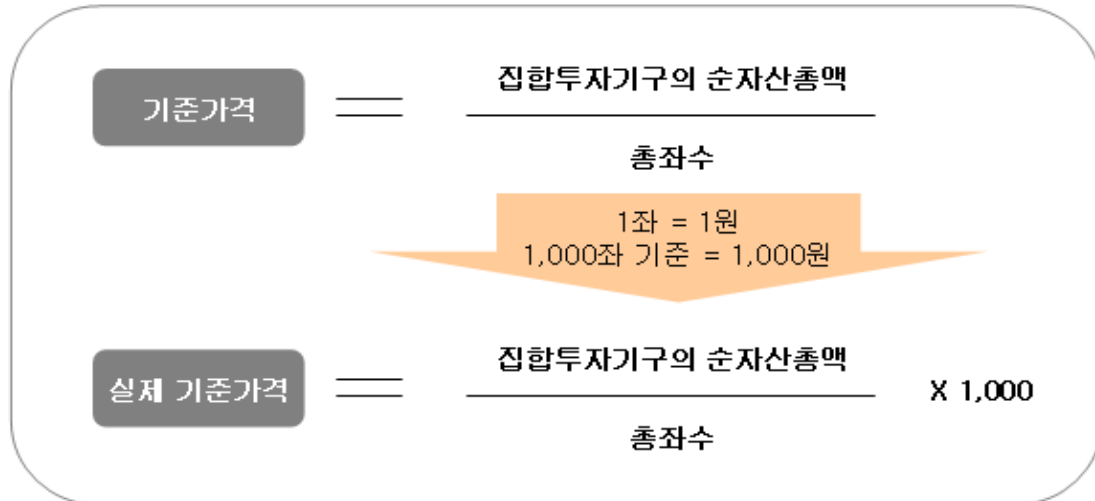 집합투자기구의 순자산총액
기준가격
총좌수
1좌 = 1원
1,000좌 기준 = 1,000원
집합투자기구의 순자산총액
실제 기준가격
X 1,000
총좌수